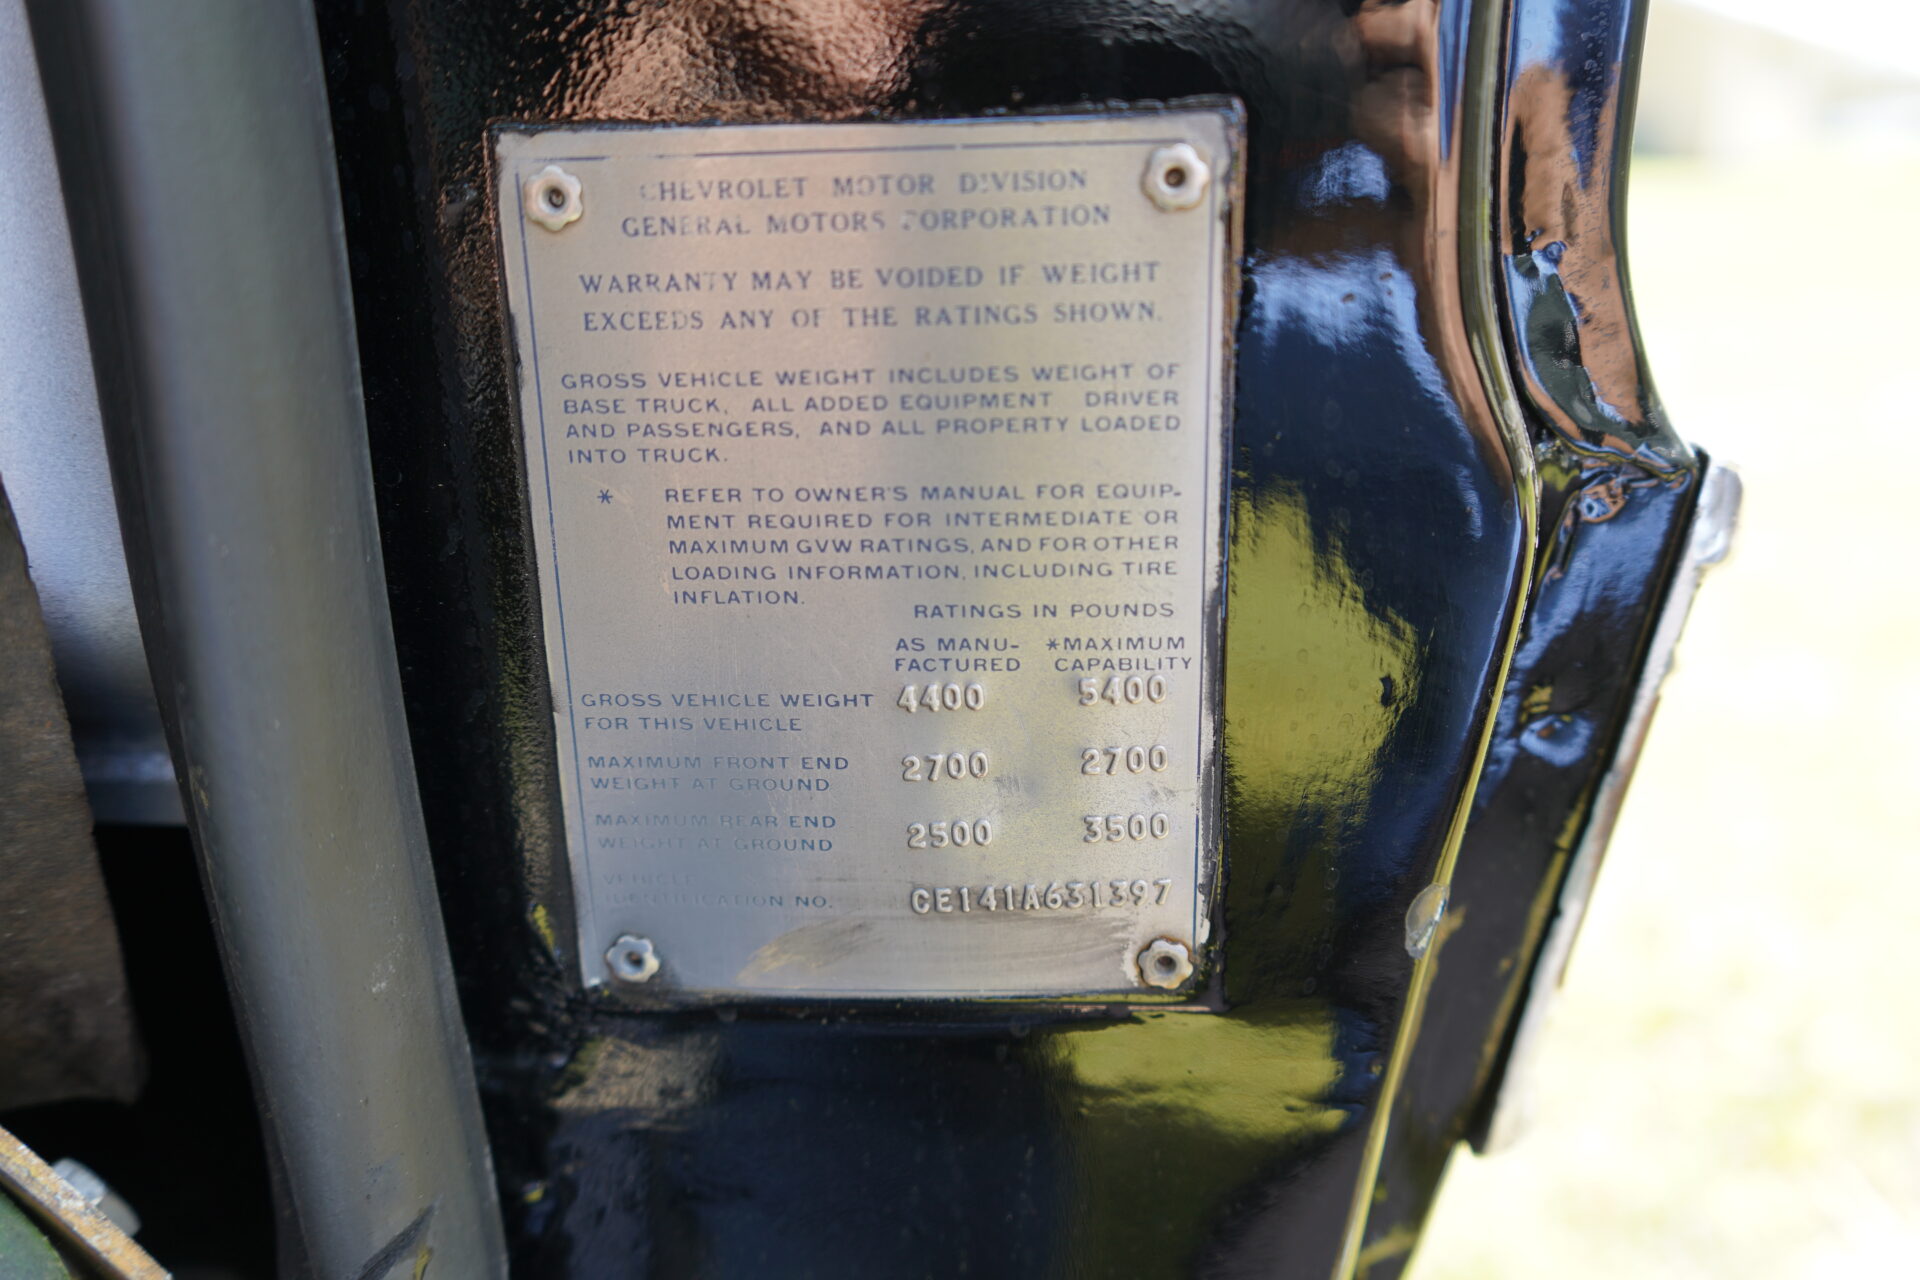 CHEVROLET MOTOR DIVISION
GENERAL MOTORS CORPORATION
WARRANTY MAY BE VOIDED IF WEIGHT
EXCEEDS ANY OF THE RATINGS SHOWN.
GROSS VEHICLE WEIGHT INCLUDES WEIGHT OF
BASE TRUCK, ALL ADDED EQUIPMENT DRIVER
AND PASSENGERS, AND ALL PROPERTY LOADED
INTO TRUCK.
* REFER TO OWNER'S MANUAL FOR EQUIP-
MENT REQUIRED FOR INTERMEDIATE OR
MAXIMUM GVW RATINGS, AND FOR OTHER
LOADING INFORMATION, INCLUDING TIRE
INFLATION.
RATINGS IN POUNDS
AS MANU- *MAXIMUM
FACTURED CAPABILITY
GROSS VEHICLE WEIGHT 4400 5400
FOR THIS VEHICLE
MAXIMUM FRONT END 2700 2700
WEIGHT AT GROUND
MAXIMUM REAR END 2500 3500
WEIGHT AT GROUND
VEHICLE
IDENTIFICATION NO. CE141A631397